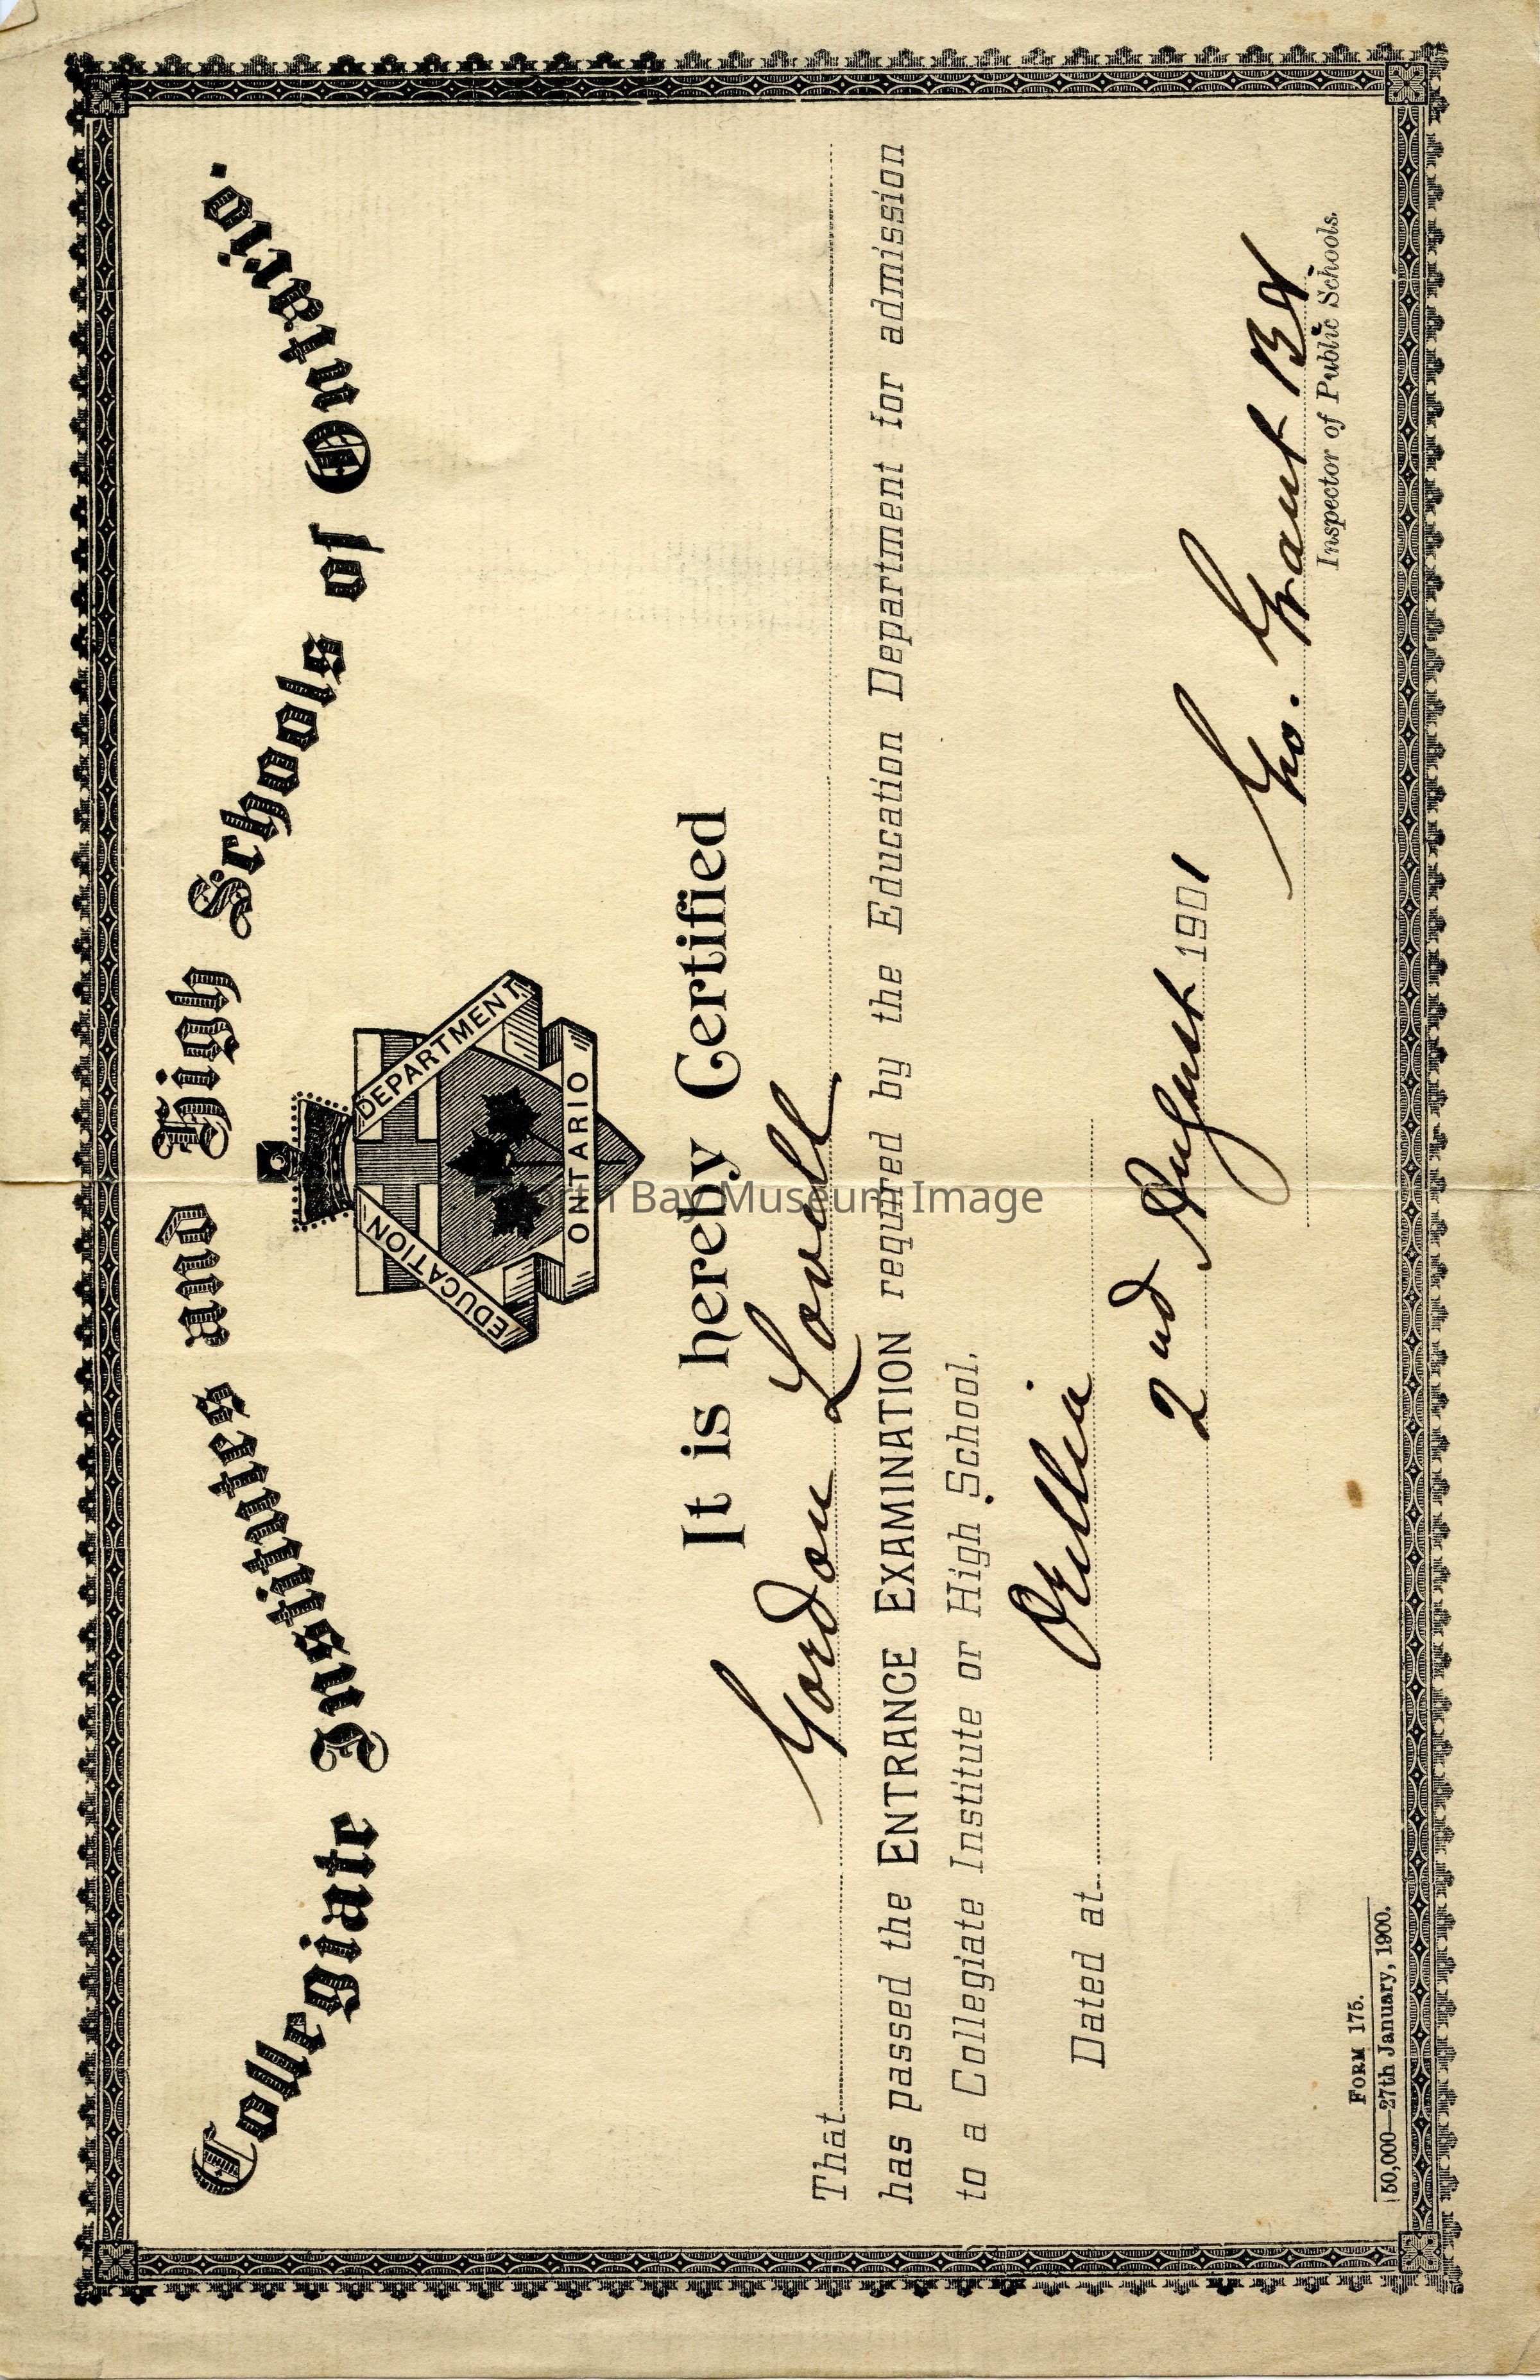 Collegiate Institutes and High Schools of Ontario.
EDUCATION DEPARTMENT
ONTARIO
It is hereby Certified
That Gordon Lovell
has passed the ENTRANCE EXAMINATION required by the Education Department for admission
to a Collegiate Institute or High School.
Dated at Orillia
2nd August 1901
Geo. Grant B A
Inspector of Public Schools.
FORM 175.
50,000—27th January, 1900.
North Bay Museum Image